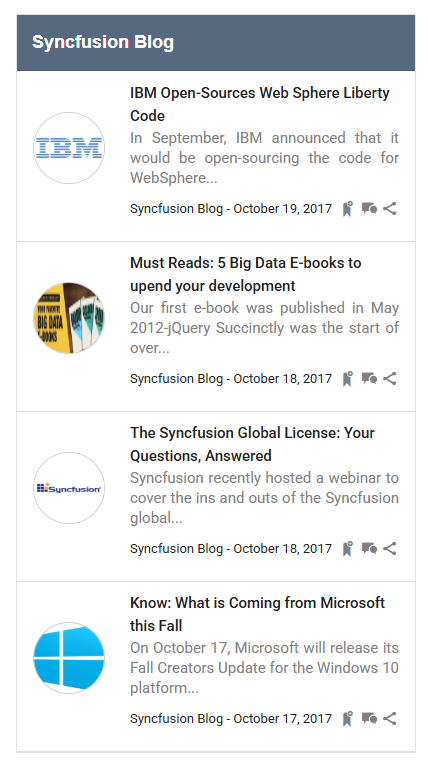 Syncfusion Blog
IBM Open-Sources Web Sphere Liberty
Code
In September, IBM announced that it
would be open-sourcing the code for
WebSphere...
IBM
Syncfusion Blog - October 19, 2017
Must Reads: 5 Big Data E-books to
upend your development
Our first e-book was published in May
2012-jQuery Succinctly was the start of
over...
BIG DATA
E-BOOKS
Syncfusion Blog - October 18, 2017
The Syncfusion Global License: Your
Questions, Answered
Syncfusion recently hosted a webinar to
cover the ins and outs of the Syncfusion
global...
Syncfusion
Syncfusion Blog - October 18, 2017
Know: What is Coming from Microsoft
this Fall
On October 17, Microsoft will release its
Fall Creators Update for the Windows 10
platform...
Syncfusion Blog - October 17, 2017